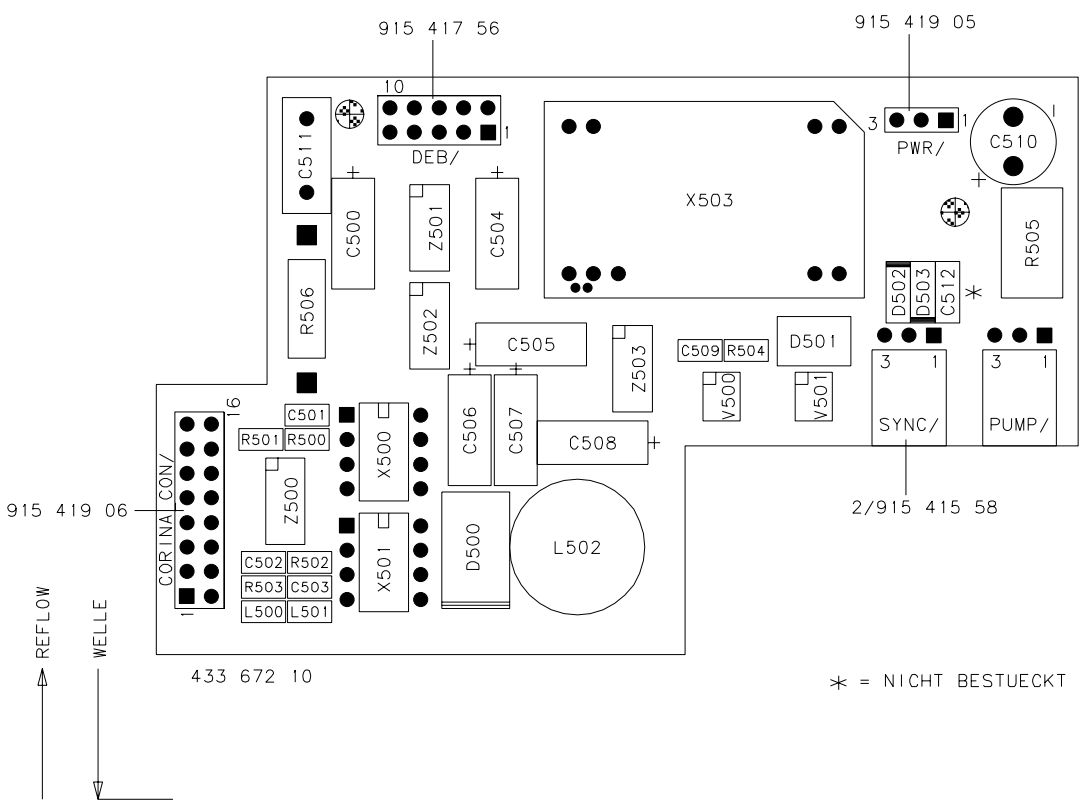 915 417 56
915 419 05
10
1
DEB/
3
1
PWR/
C510
C511
C500
Z501
C504
X503
R505
R506
Z502
C505
Z503
C509
R504
D501
D502
D503
C512
*
V500
V501
3
1
SYNC/
3
1
PUMP/
16
C501
R501
R500
X500
C506
C507
C508
CORINA CON/
915 419 06
Z500
X501
D500
L502
2/915 415 58
C502
R502
R503
C503
L500
L501
1
REFLOW
WELLE
433 672 10
* = NICHT BESTUECKT